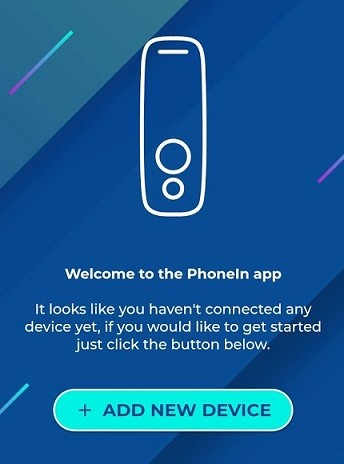 Welcome to the PhoneIn app
It looks like you haven't connected any
device yet, if you would like to get started
just click the button below.
+ ADD NEW DEVICE